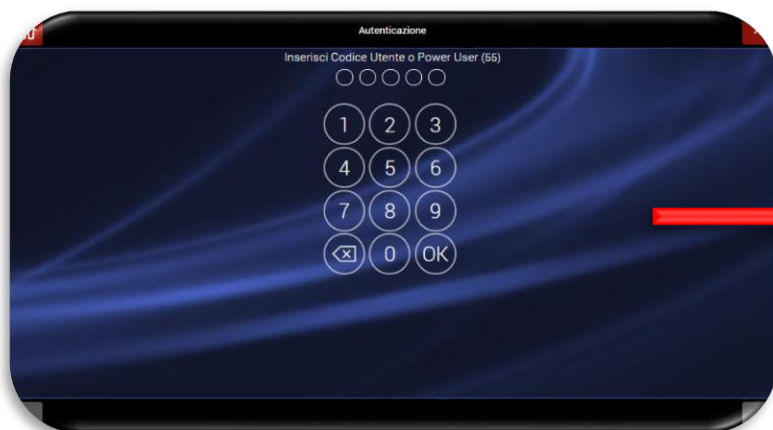 Autenticazione
Inserisci Codice Utente o Power User (55)
1 2 3
4 5 6
7 8 9
0 OK